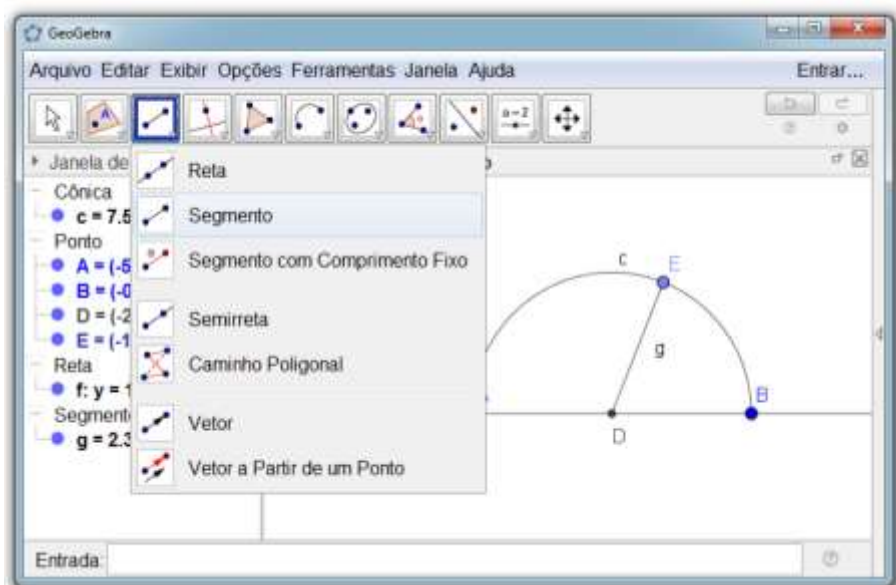 GeoGebra
Arquivo Editar Exibir Opções Ferramentas Janela Ajuda
Entrar...
A
a=2
Janela de
Cônica
c = 7.5
Ponto
A = (-5
B = (-0
D = (-2
E = (-1
Reta
f: y = 1
Segmento
g = 2.3
Reta
Segmento
Segmento com Comprimento Fixo
Semirreta
Caminho Poligonal
Vetor
Vetor a Partir de um Ponto
c
E
g
B
D
Entrada: